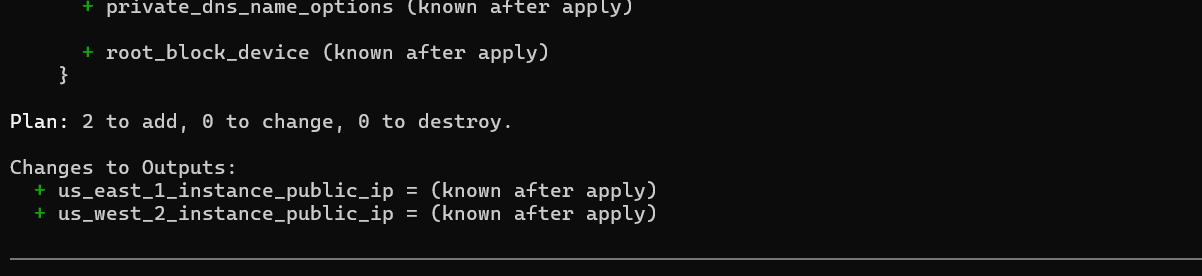 + private_dns_name_options (known after apply)
+ root_block_device (known after apply)
}
Plan: 2 to add, 0 to change, 0 to destroy.
Changes to Outputs:
+ us_east_1_instance_public_ip = (known after apply)
+ us_west_2_instance_public_ip = (known after apply)